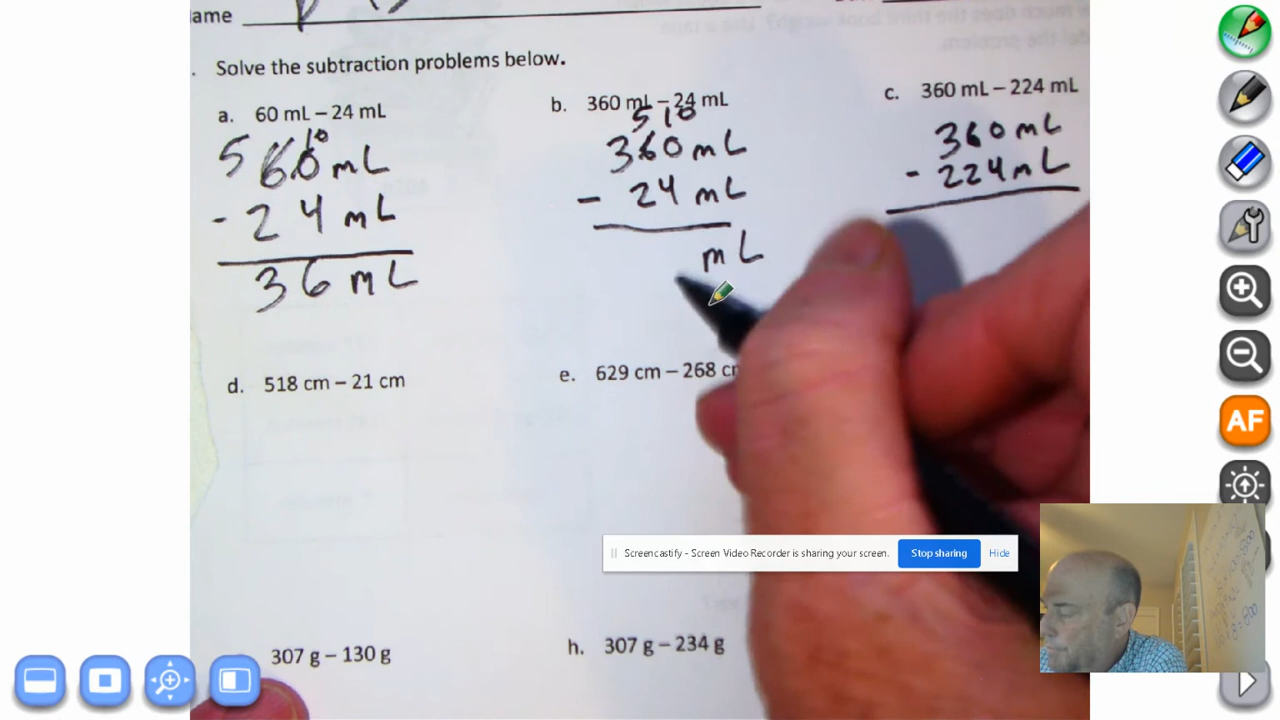 ame
. Solve the subtraction problems below.
a. 60 mL – 24 mL
b. 360 mL – 24 mL
c. 360 mL – 224 mL
5 10
60 mL
- 24 mL
36 mL
5 10
360 mL
- 24 mL
mL
360 mL
- 224 mL
d. 518 cm – 21 cm
e. 629 cm – 268 c
Screencastify - Screen Video Recorder is sharing your screen.
Stop sharing
Hide
307 g – 130 g
h. 307 g – 234 g
AF